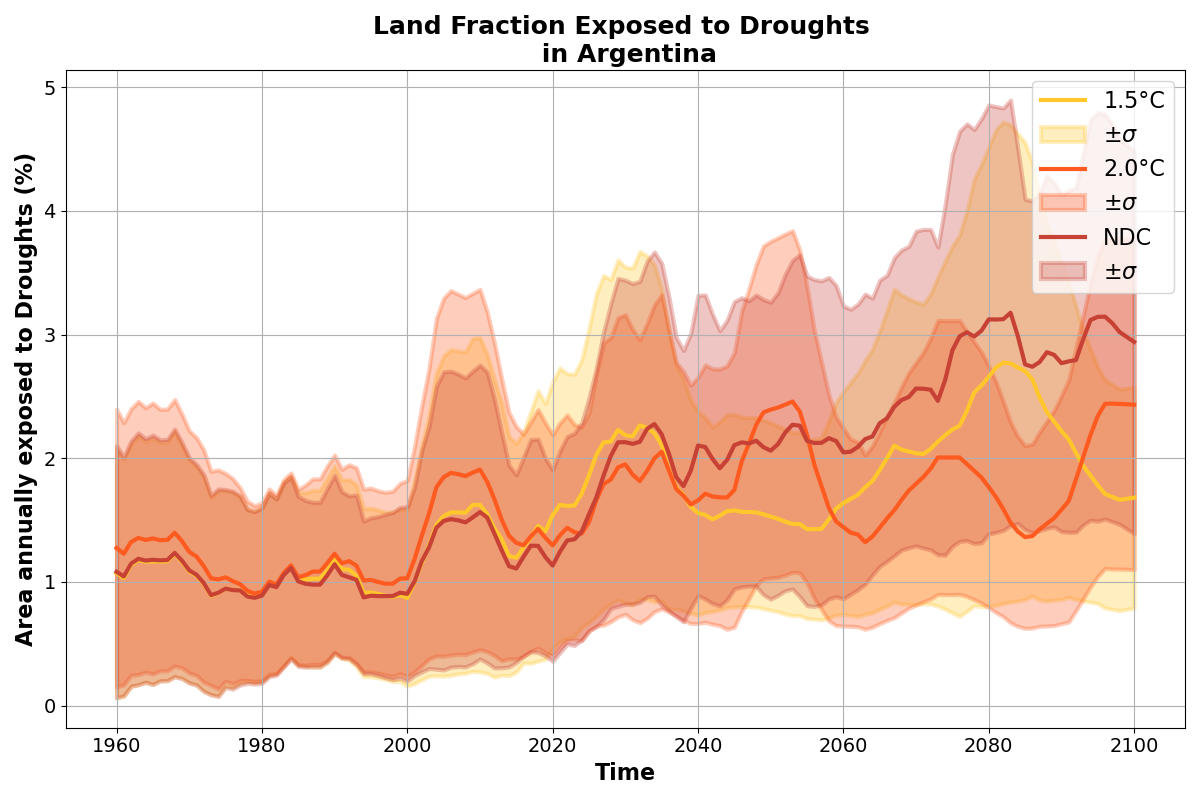 Land Fraction Exposed to Droughts
in Argentina
Area annually exposed to Droughts (%)
5
4
3
2
1
0
1960 1980 2000 2020 2040 2060 2080 2100
Time
1.5°C
±σ
2.0°C
±σ
NDC
±σ